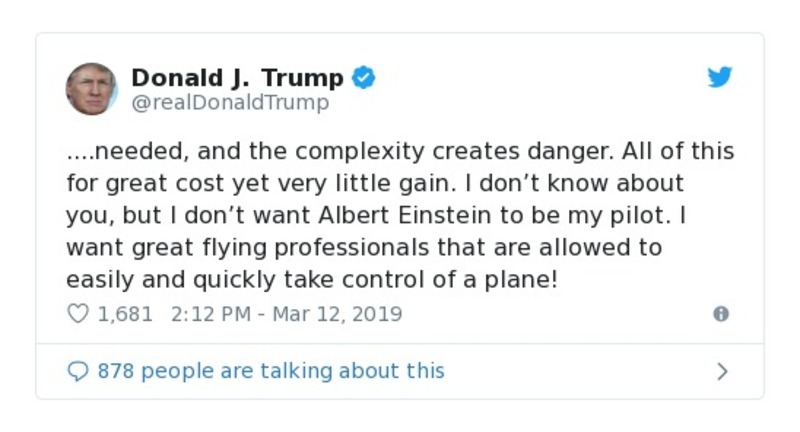 Donald J. Trump
@realDonaldTrump
....needed, and the complexity creates danger. All of this
for great cost yet very little gain. I don’t know about
you, but I don’t want Albert Einstein to be my pilot. I
want great flying professionals that are allowed to
easily and quickly take control of a plane!
1,681 2:12 PM - Mar 12, 2019
878 people are talking about this